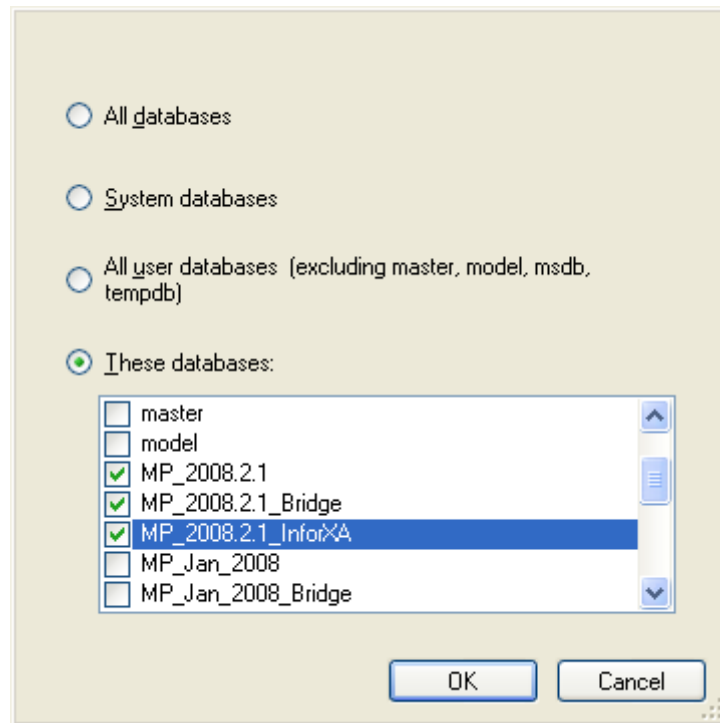 All databases
System databases
All user databases (excluding master, model, msdb,
tempdb)
These databases:
master
model
MP_2008.2.1
MP_2008.2.1_Bridge
MP_2008.2.1_InforXA
MP_Jan_2008
MP_Jan_2008_Bridge
OK Cancel